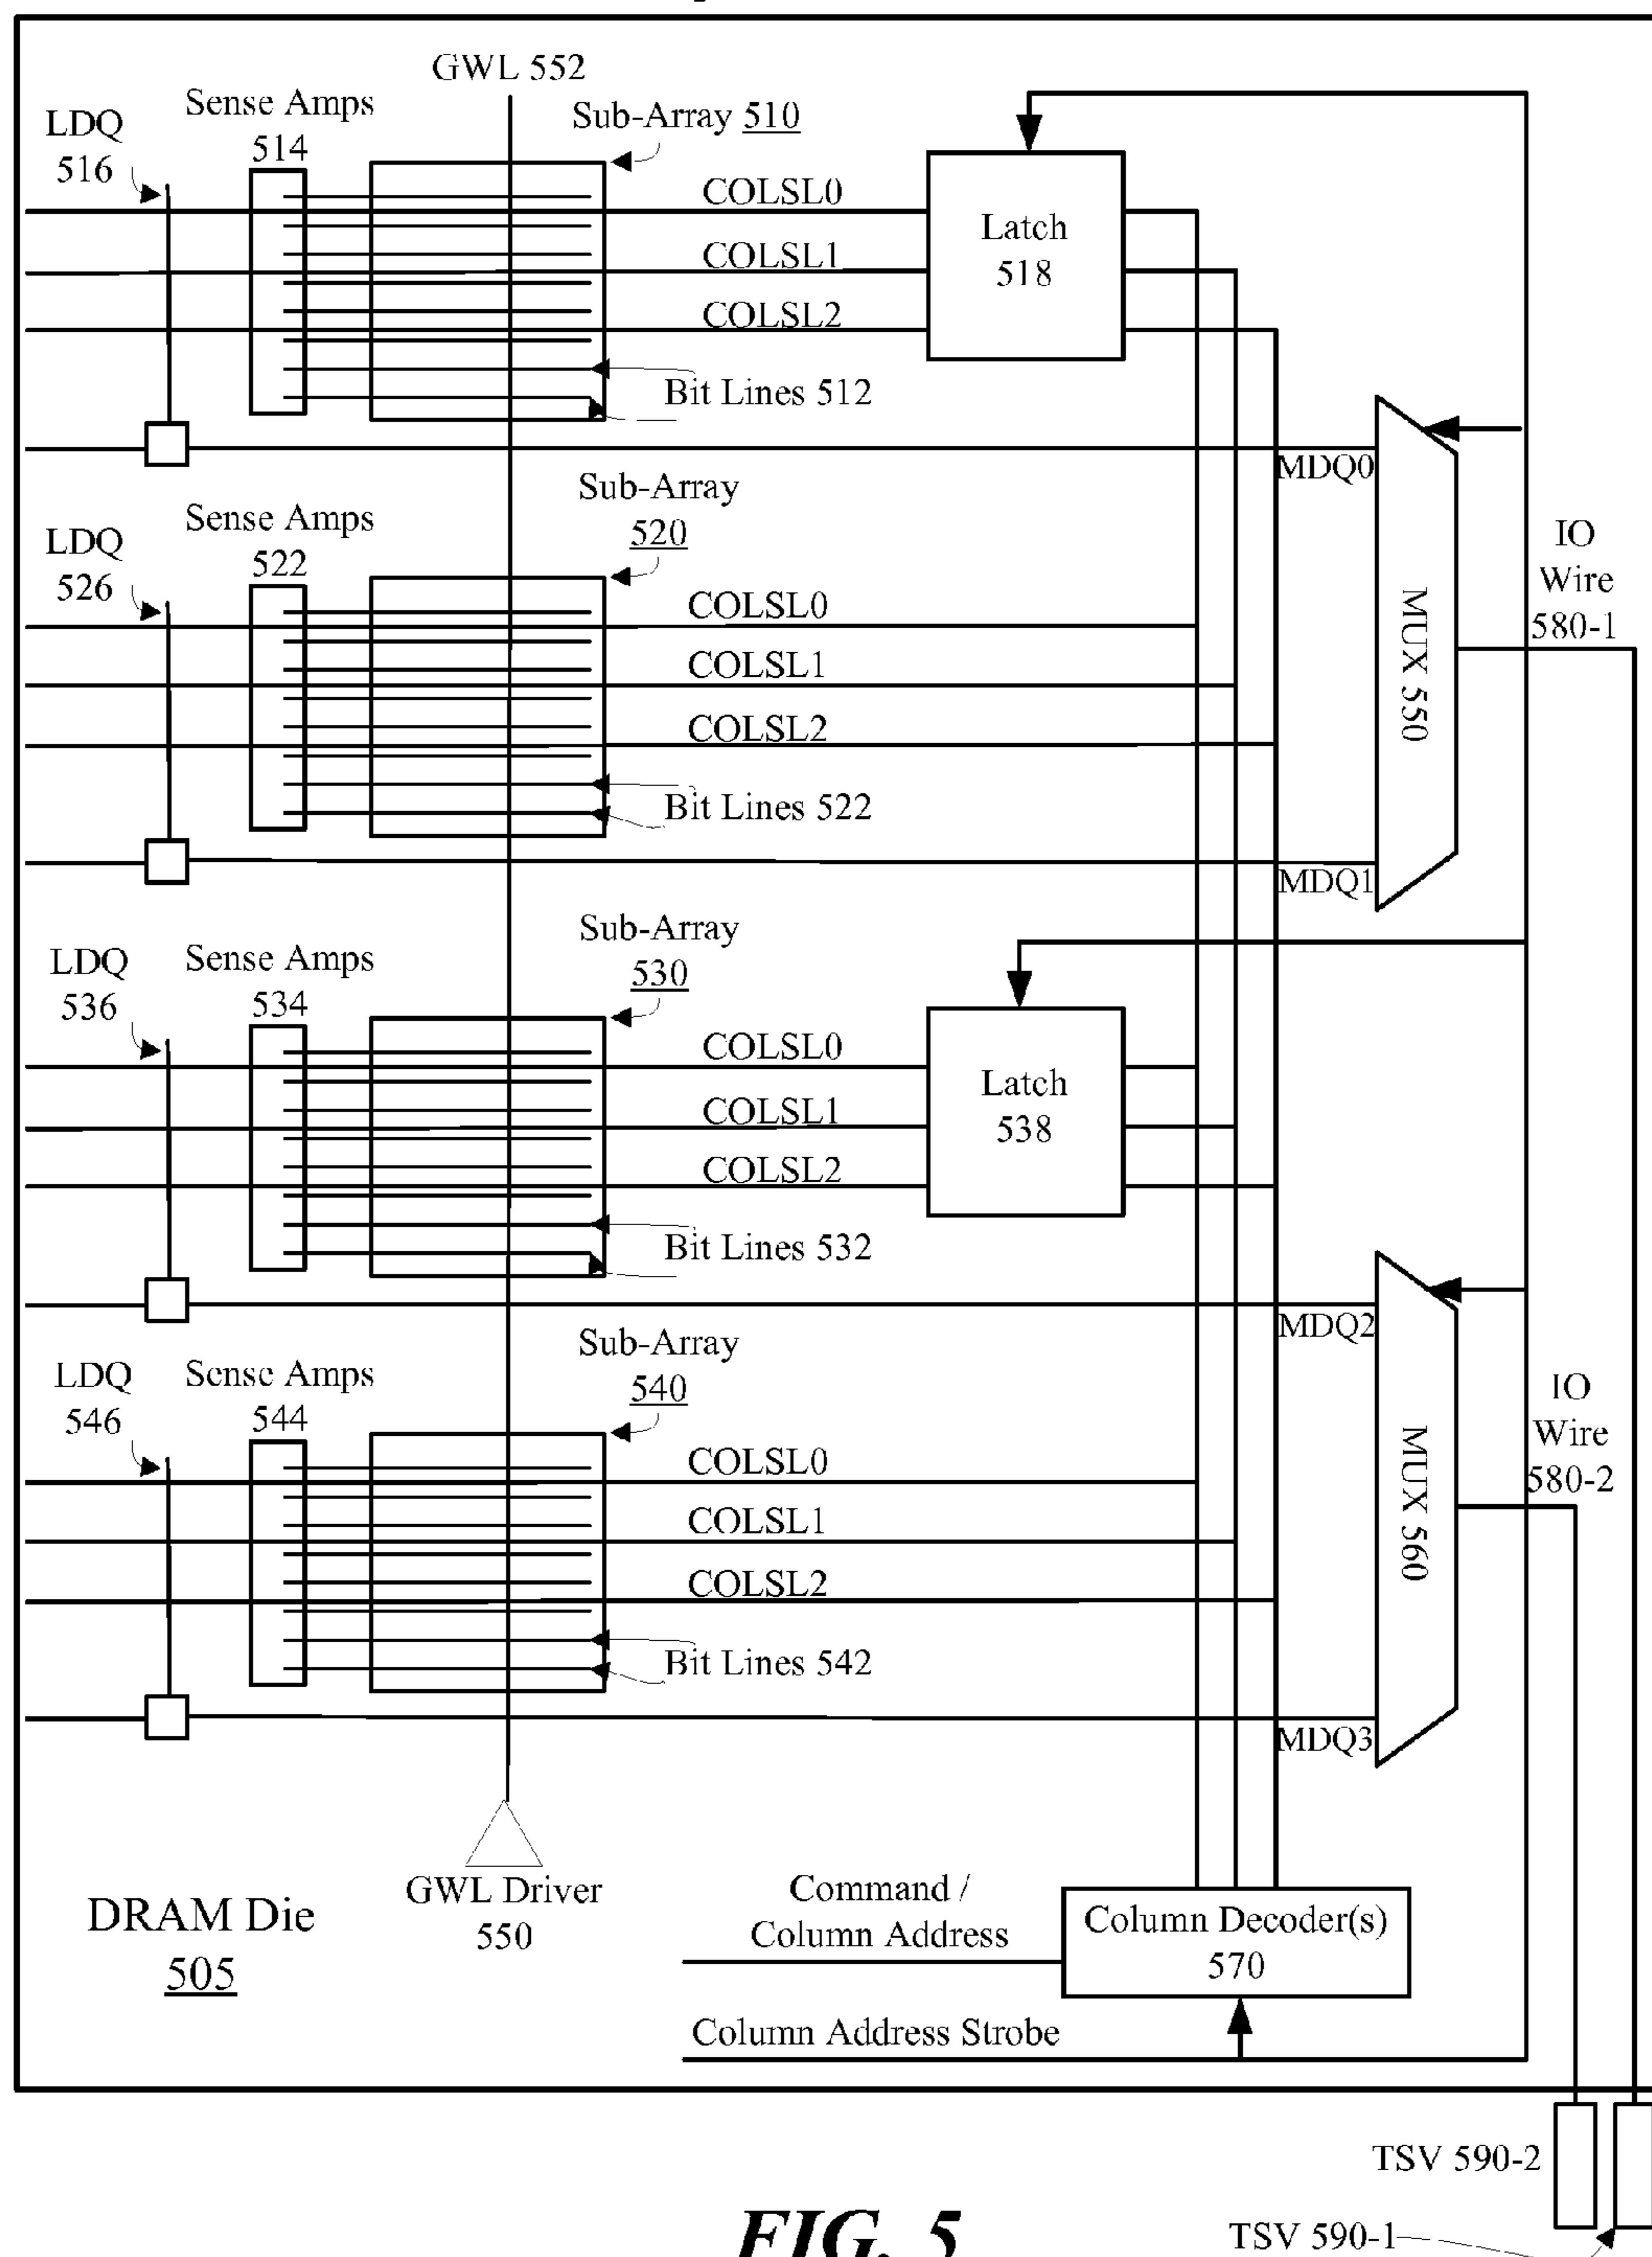 GWL 552
Sense Amps
514
LDQ
516
Sub-Array 510
COLSL0
COLSL1
COLSL2
Latch
518
Bit Lines 512
MDQ0
Sub-Array
520
Sense Amps
522
LDQ
526
COLSL0
COLSL1
COLSL2
Bit Lines 522
MUX 550
IO
Wire
580-1
MDQ1
Sub-Array
530
Sense Amps
534
LDQ
536
COLSL0
COLSL1
COLSL2
Latch
538
Bit Lines 532
MDQ2
Sub-Array
540
Sense Amps
544
LDQ
546
COLSL0
COLSL1
COLSL2
Bit Lines 542
MUX 560
IO
Wire
580-2
MDQ3
GWL Driver
550
DRAM Die
505
Command /
Column Address
Column Decoder(s)
570
Column Address Strobe
TSV 590-2
TSV 590-1
FIG. 5